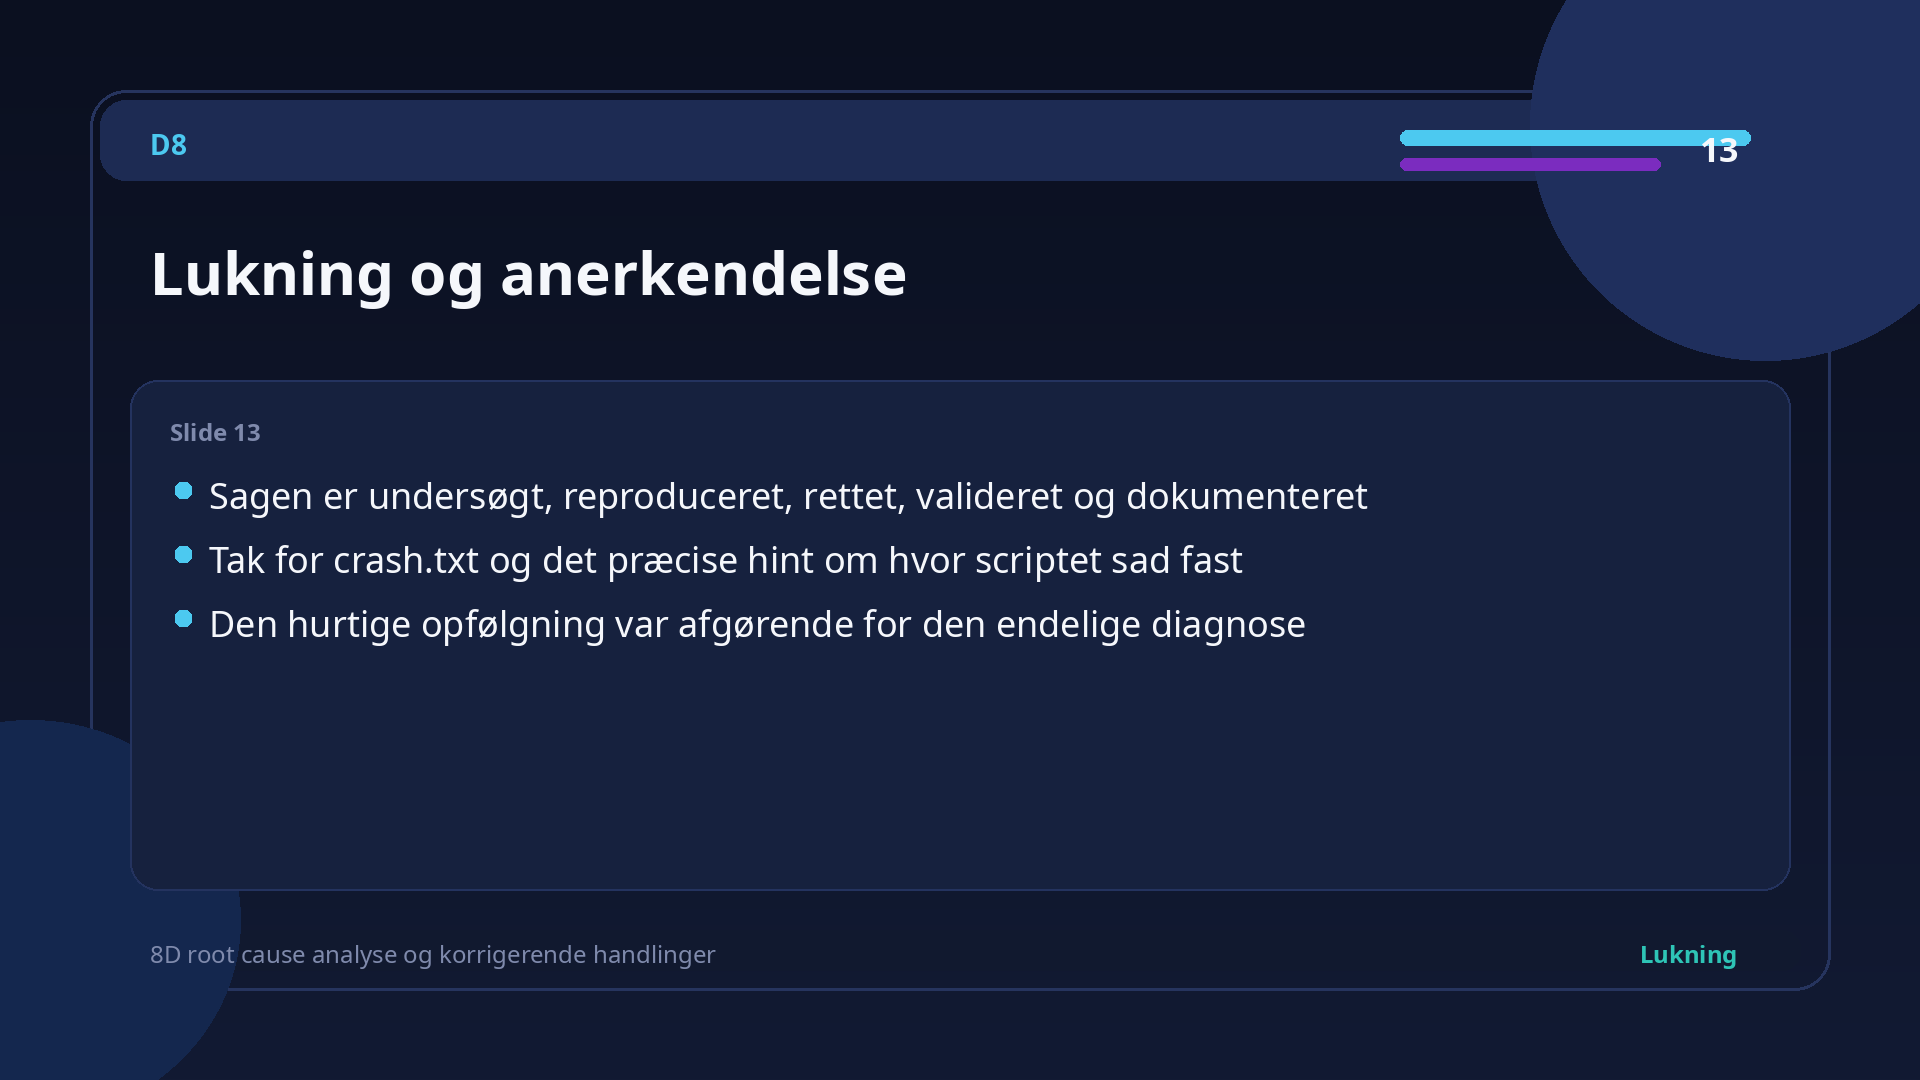 D8
13
Lukning og anerkendelse
Slide 13
Sagen er undersøgt, reproduceret, rettet, valideret og dokumenteret
Tak for crash.txt og det præcise hint om hvor scriptet sad fast
Den hurtige opfølgning var afgørende for den endelige diagnose
8D root cause analyse og korrigerende handlinger
Lukning